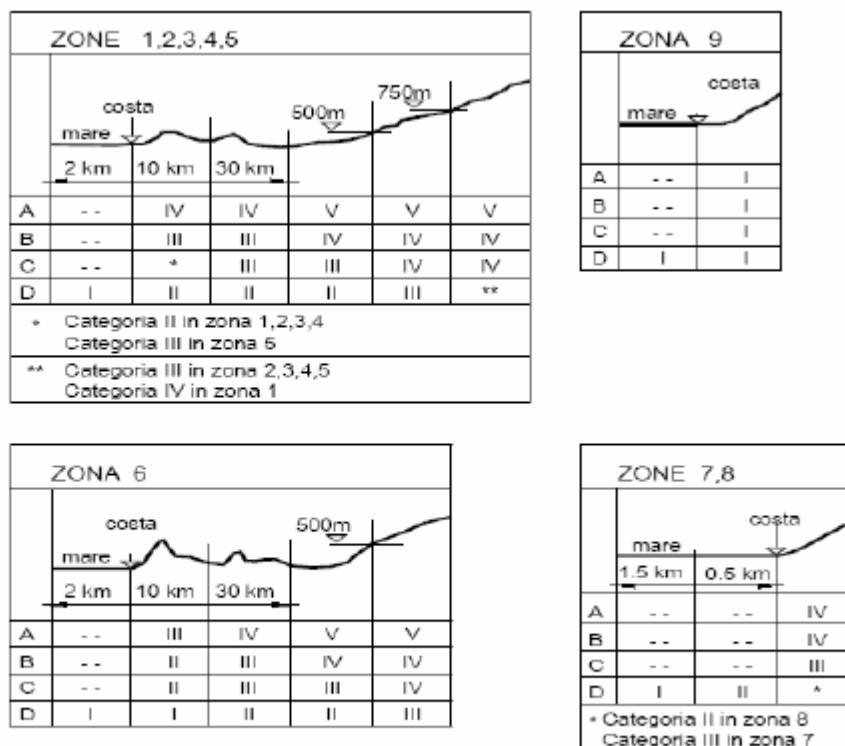 ZONE 1,2,3,4,5
750m
costa
500m
mare
2 km 10 km 30 km
A -- IV IV V V V
B -- III III IV IV IV
C -- * III III IV IV
D I II II II III **
* Categoria II in zona 1,2,3,4
Categoria III in zona 5
** Categoria III in zona 2,3,4,5
Categoria IV in zona 1
ZONA 9
costa
mare
A -- I
B -- I
C -- I
D I I
ZONA 6
costa
500m
mare
2 km 10 km 30 km
A -- III IV V V
B -- II III IV IV
C -- II III III IV
D I I II II III
ZONE 7,8
costa
mare
1.5 km 0.5 km
A -- -- IV
B -- -- IV
C -- -- III
D I II *
* Categoria II in zona 8
Categoria III in zona 7